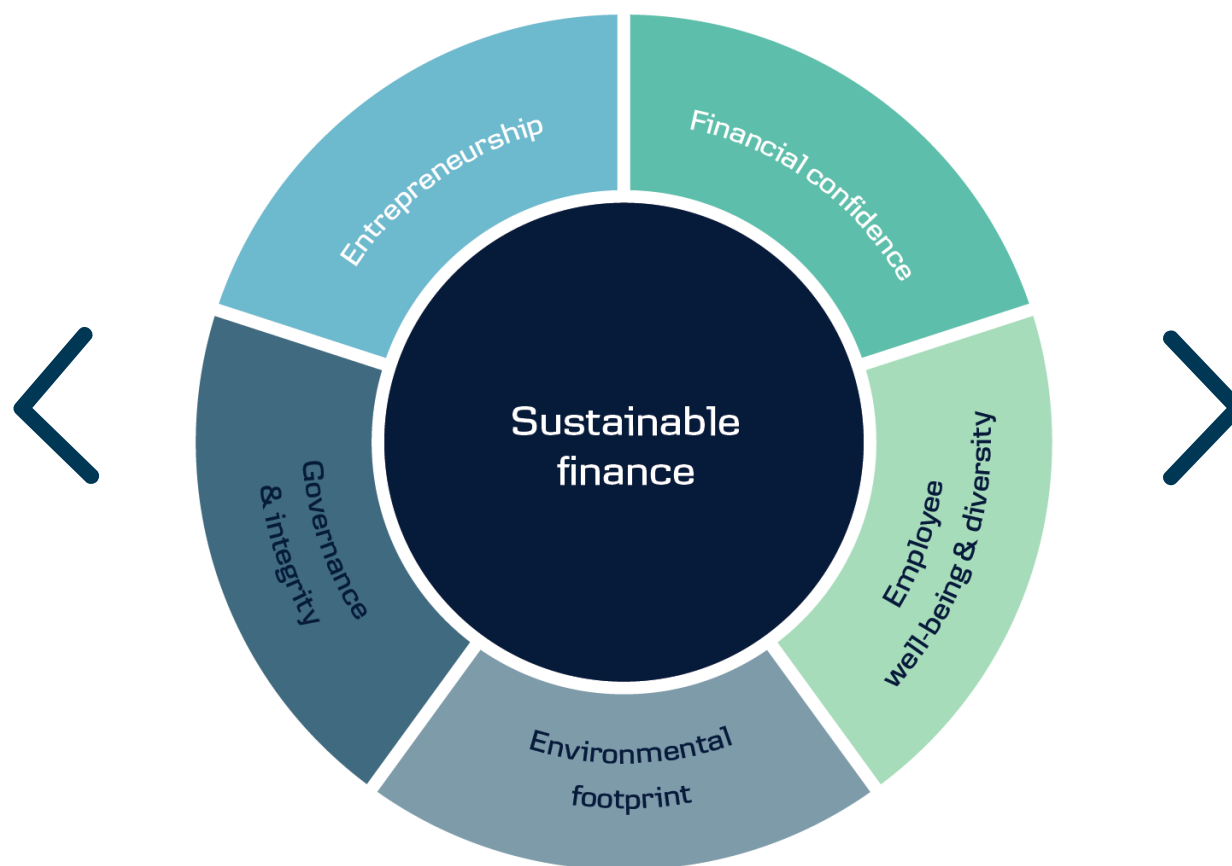 Entrepreneurship
Financial confidence
Sustainable
finance
Governance
& integrity
Employee
well-being & diversity
Environmental
footprint